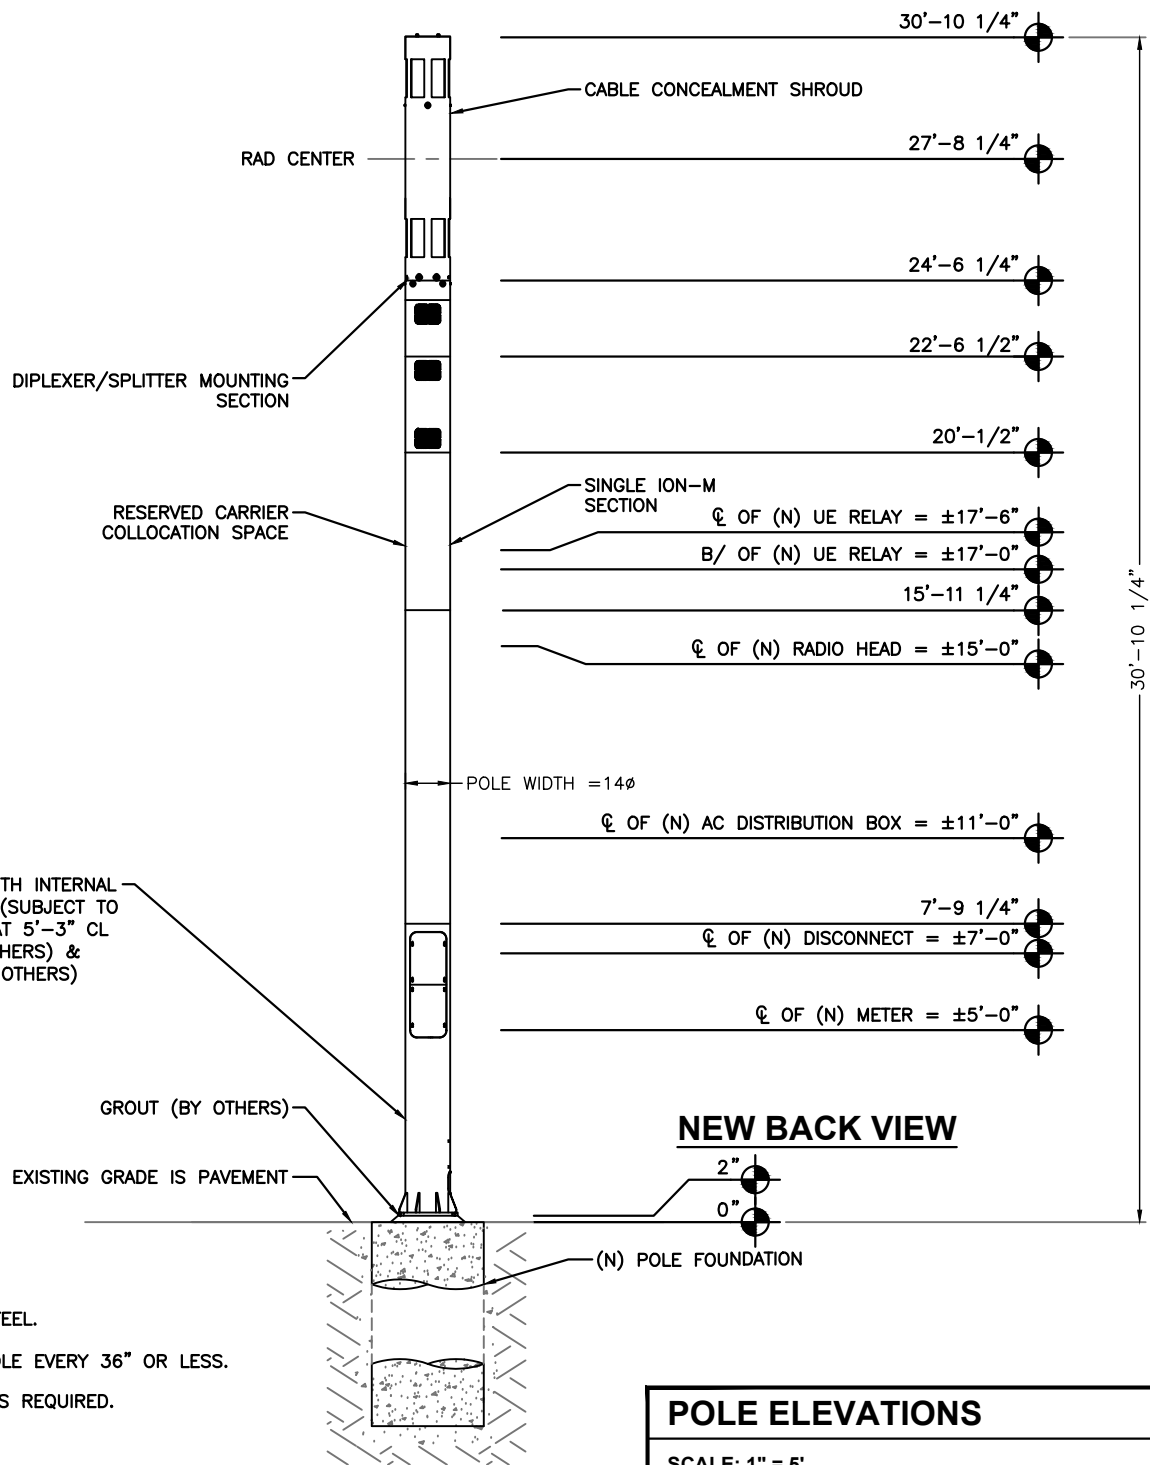 30'-10 1/4"
CABLE CONCEALMENT SHROUD
27'-8 1/4"
RAD CENTER
24'-6 1/4"
22'-6 1/2"
DIPLEXER/SPLITTER MOUNTING
SECTION
20'-1/2"
SINGLE ION-M
SECTION
RESERVED CARRIER
COLLOCATION SPACE
℄ OF (N) UE RELAY = ±17'-6"
B/ OF (N) UE RELAY = ±17'-0"
15'-11 1/4"
30'-10 1/4"
℄ OF (N) RADIO HEAD = ±15'-0"
POLE WIDTH =14ø
℄ OF (N) AC DISTRIBUTION BOX = ±11'-0"
TH INTERNAL
(SUBJECT TO
AT 5'-3" CL
HERS) &
OTHERS)
7'-9 1/4"
℄ OF (N) DISCONNECT = ±7'-0"
℄ OF (N) METER = ±5'-0"
GROUT (BY OTHERS)
NEW BACK VIEW
EXISTING GRADE IS PAVEMENT
2"
0"
(N) POLE FOUNDATION
TEEL.
OLE EVERY 36" OR LESS.
S REQUIRED.
POLE ELEVATIONS
SCALE: 1" = 5'